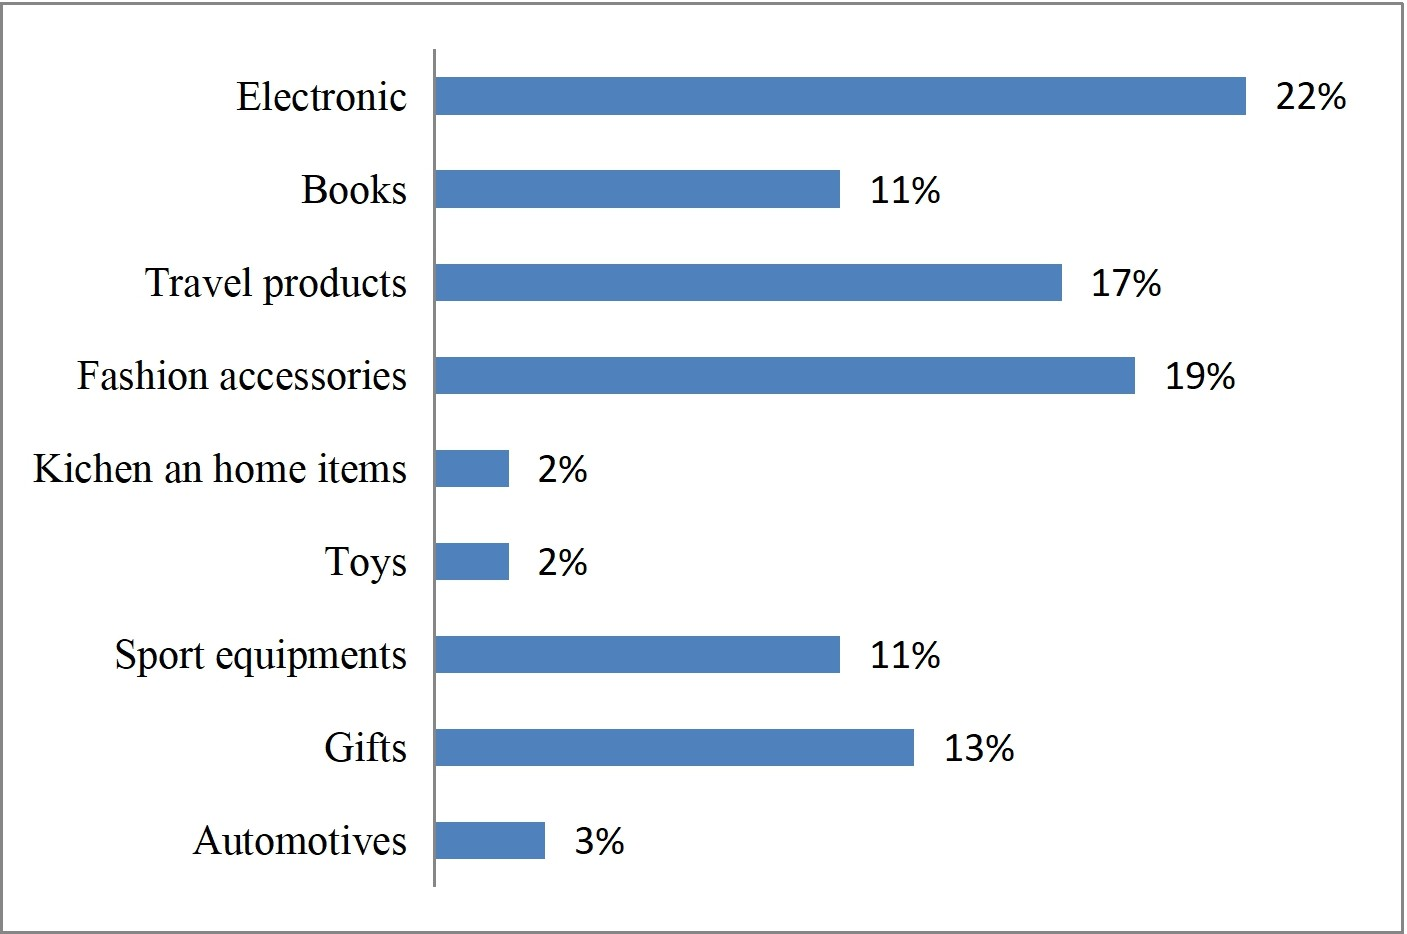 Electronic 22%
Books 11%
Travel products 17%
Fashion accessories 19%
Kichen an home items 2%
Toys 2%
Sport equipments 11%
Gifts 13%
Automotives 3%